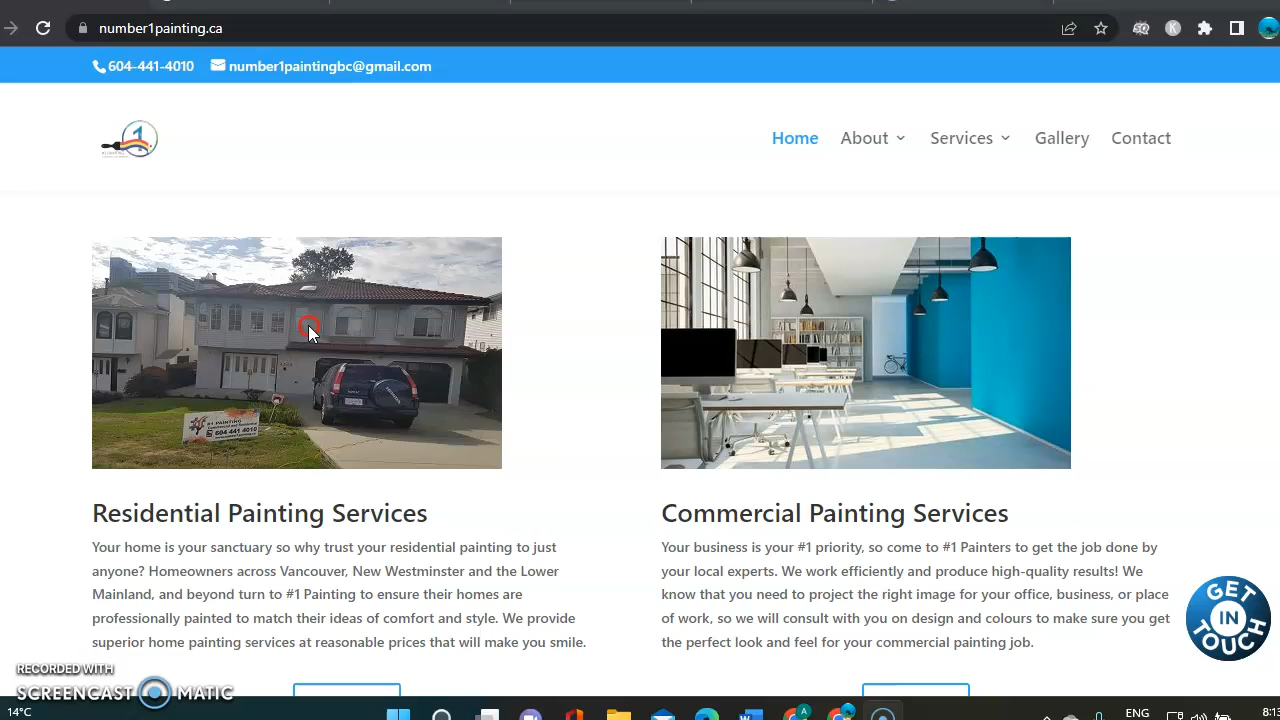 number1painting.ca
604-441-4010 number1paintingbc@gmail.com
1
Home About Services Gallery Contact
#1 PAINTING
604 441 4010
Residential Painting Services
Your home is your sanctuary so why trust your residential painting to just
anyone? Homeowners across Vancouver, New Westminster and the Lower
Mainland, and beyond turn to #1 Painting to ensure their homes are
professionally painted to match their ideas of comfort and style. We provide
superior home painting services at reasonable prices that will make you smile.
Commercial Painting Services
Your business is your #1 priority, so come to #1 Painters to get the job done by
your local experts. We work efficiently and produce high-quality results! We
know that you need to project the right image for your office, business, or place
of work, so we will consult with you on design and colours to make sure you get
the perfect look and feel for your commercial painting job.
GET
IN
TOUCH
RECORDED WITH
SCREENCAST MATIC
14°C
ENG
8:13